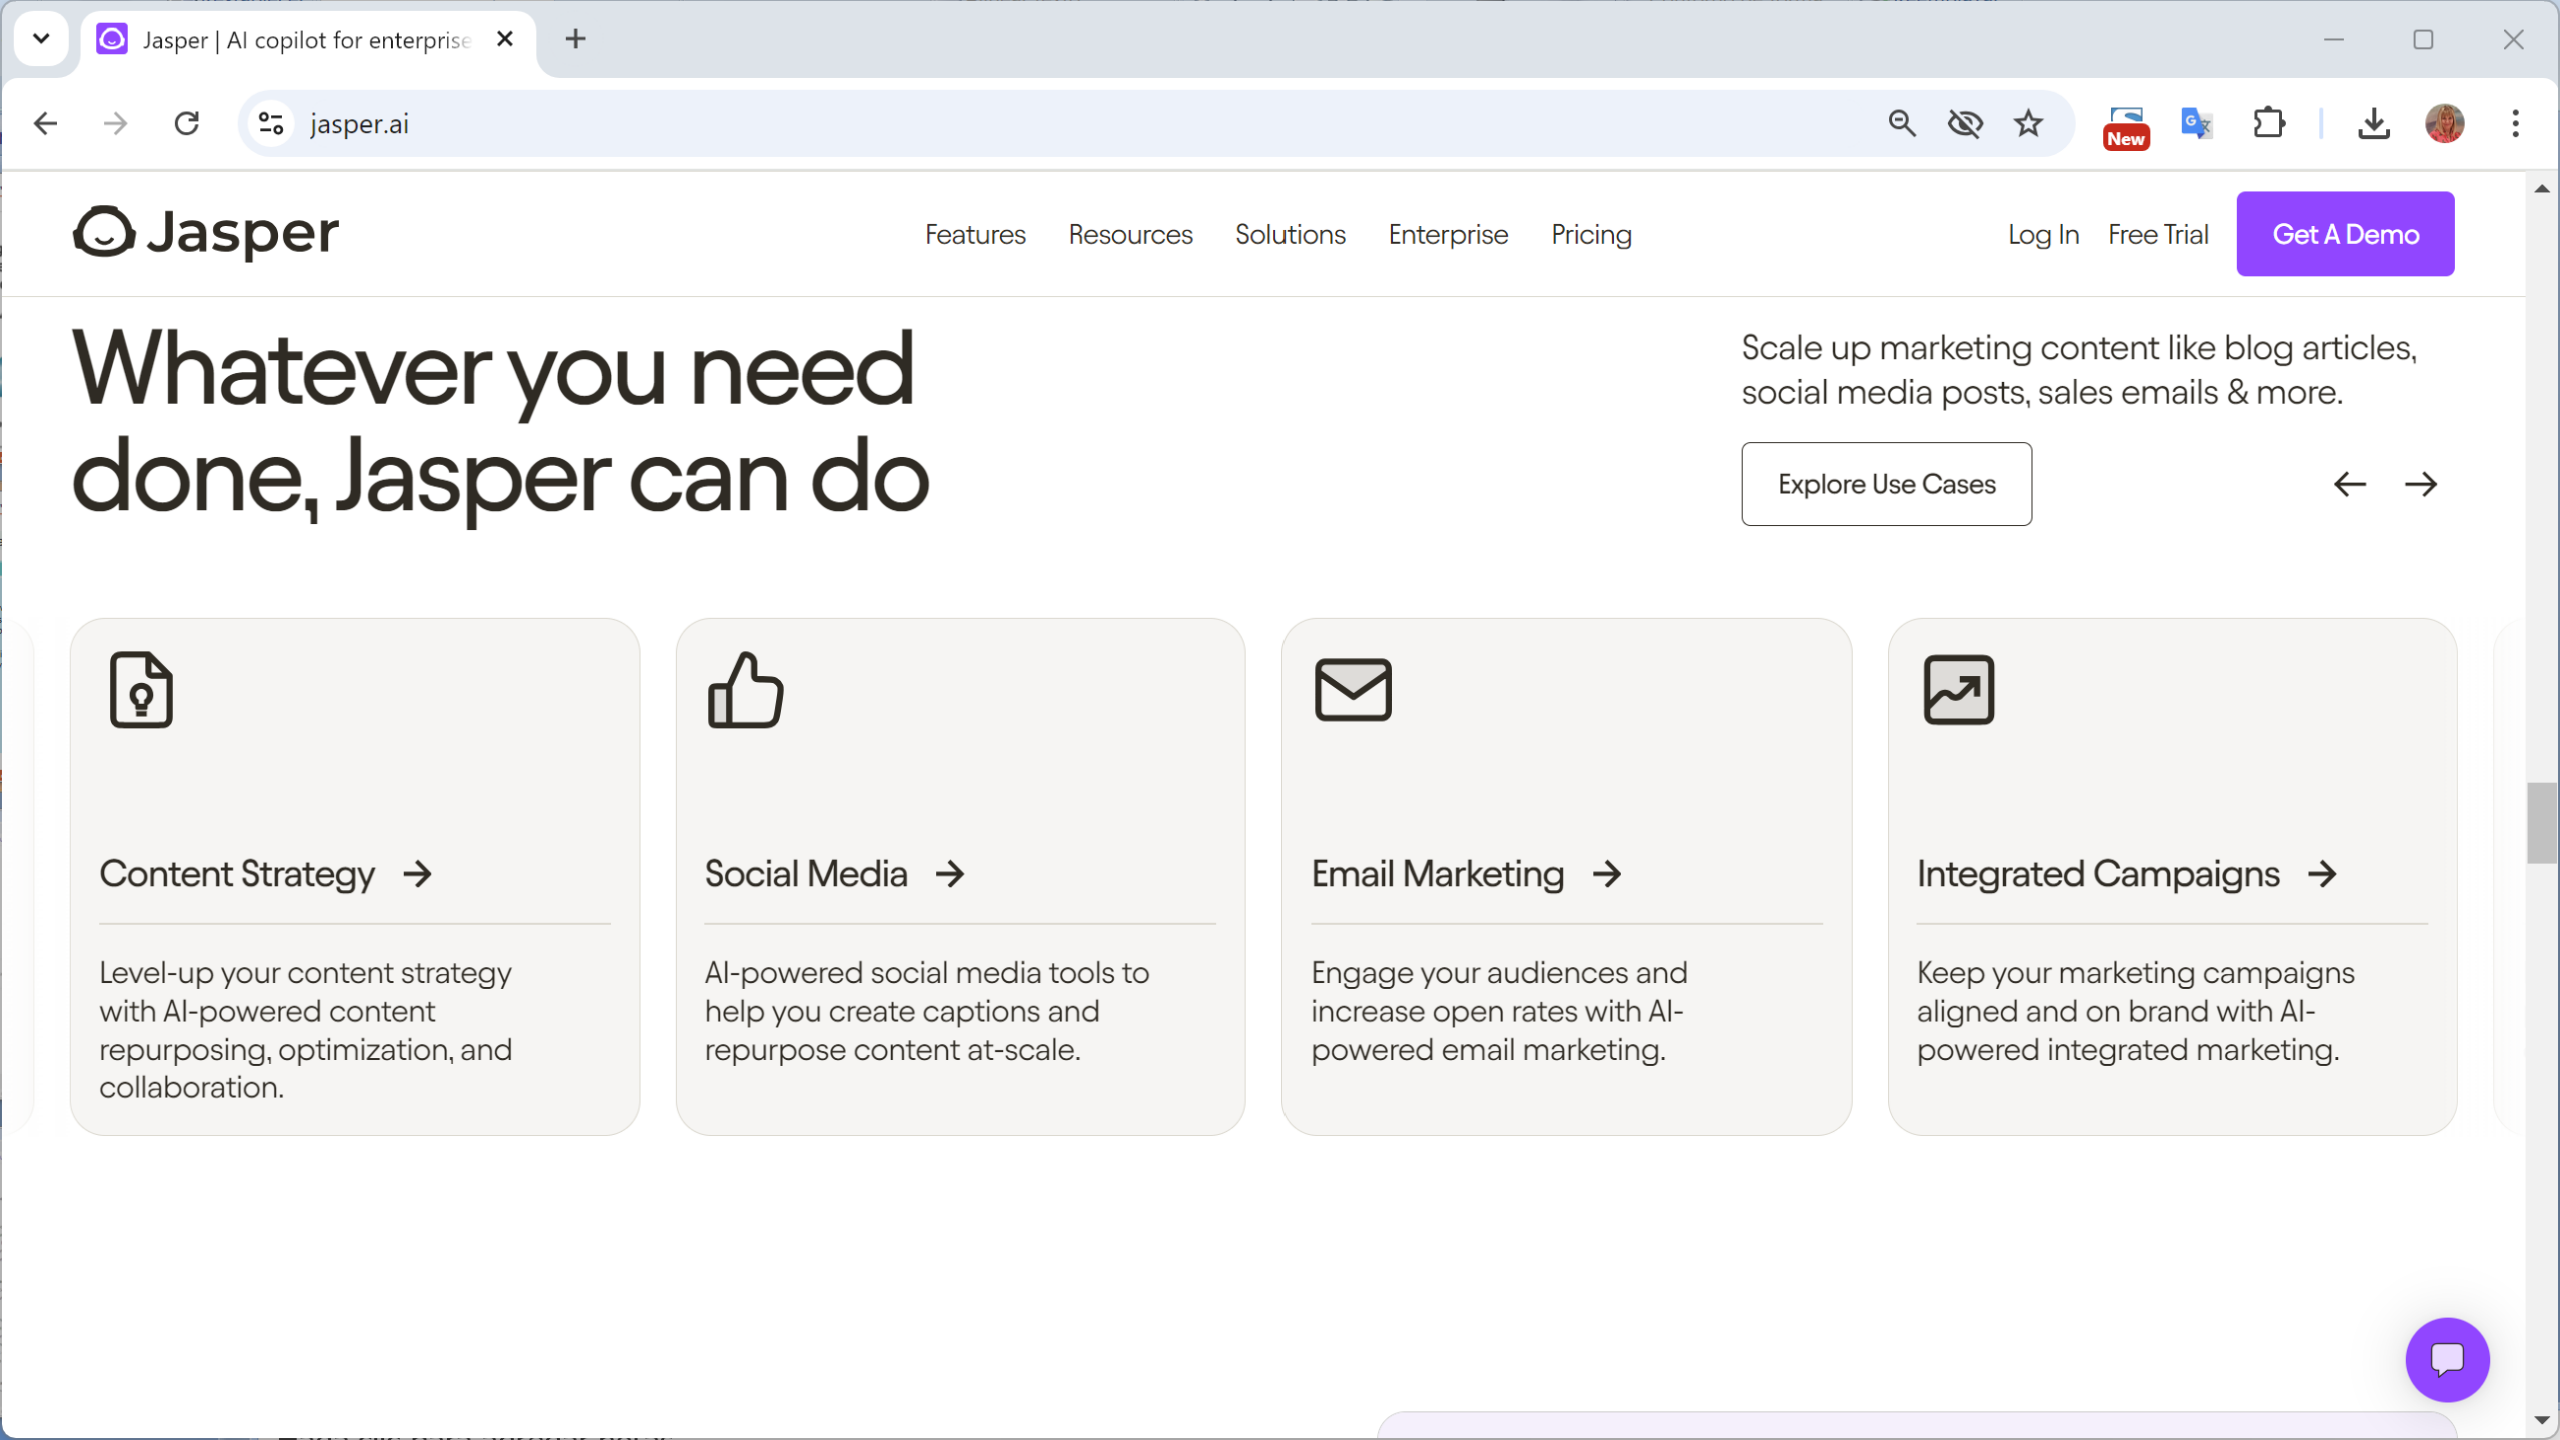 Jasper | AI copilot for enterprise
jasper.ai
New
Jasper
Features
Resources
Solutions
Enterprise
Pricing
Log In
Free Trial
Get A Demo
Whatever you need
done, Jasper can do
Scale up marketing content like blog articles,
social media posts, sales emails & more.
Explore Use Cases
Content Strategy
Level-up your content strategy
with AI-powered content
repurposing, optimization, and
collaboration.
Social Media
AI-powered social media tools to
help you create captions and
repurpose content at-scale.
Email Marketing
Engage your audiences and
increase open rates with AI-
powered email marketing.
Integrated Campaigns
Keep your marketing campaigns
aligned and on brand with AI-
powered integrated marketing.